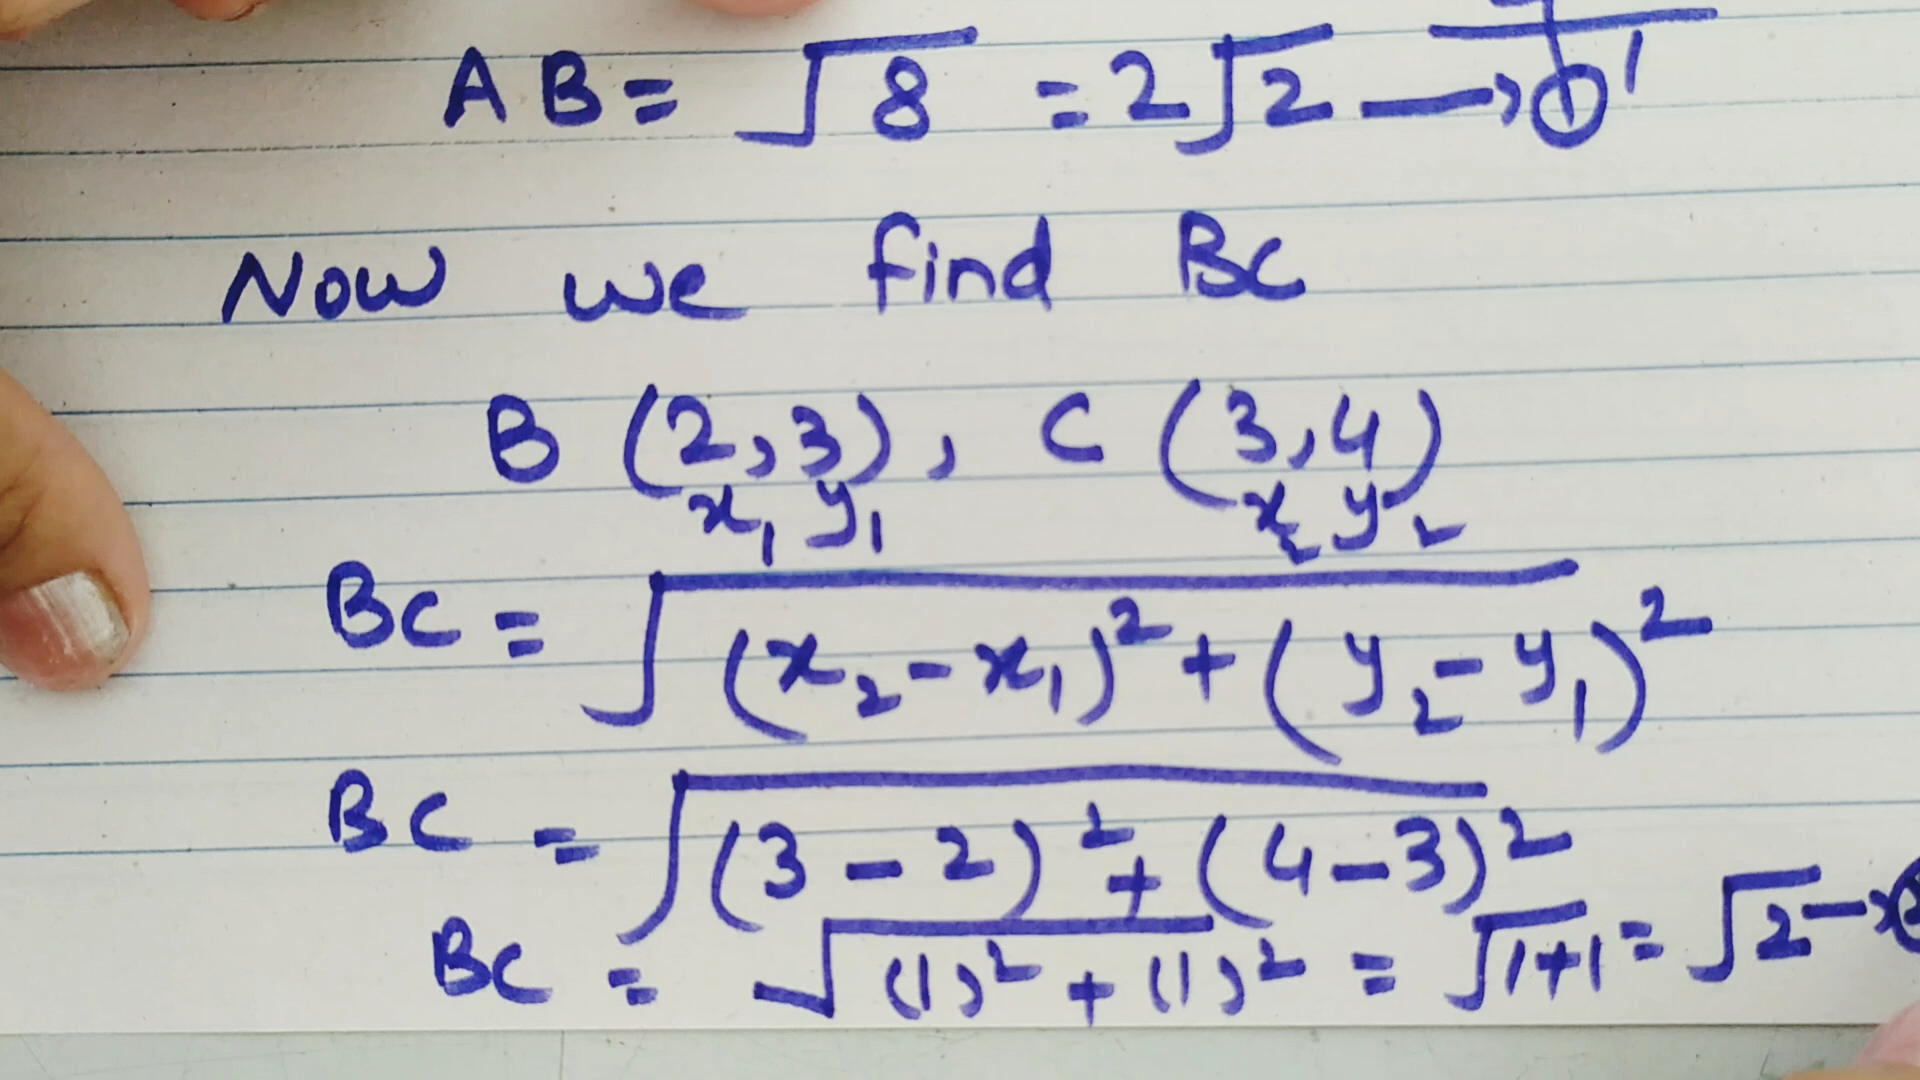 AB = √8 = 2√2 → ①
Now we find BC
B (2,3), C (3,4)
x₁ y₁ x₂ y₂
BC = √(x₂-x₁)² + (y₂-y₁)²
BC = √(3-2)² + (4-3)²
BC = √(1)² + (1)² = √1+1 = √2 →